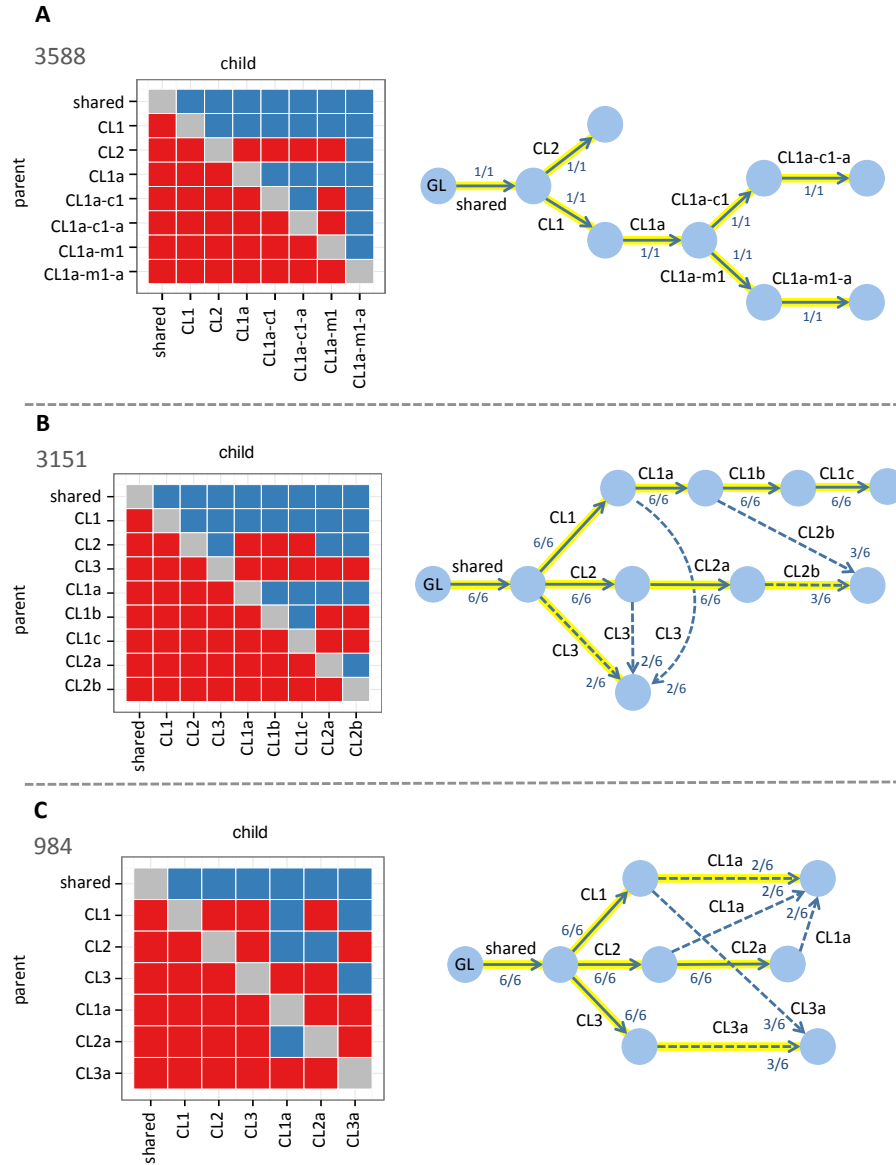 A
3588
child
parent
shared
CL1
CL2
CL1a
CL1a-c1
CL1a-c1-a
CL1a-m1
CL1a-m1-a
shared
CL1
CL2
CL1a
CL1a-c1
CL1a-c1-a
CL1a-m1
CL1a-m1-a
GL
1/1
shared
CL2
1/1
1/1
CL1
CL1a
1/1
CL1a-c1
1/1
CL1a-c1-a
1/1
1/1
CL1a-m1
CL1a-m1-a
1/1
B
3151
child
parent
shared
CL1
CL2
CL3
CL1a
CL1b
CL1c
CL2a
CL2b
shared
CL1
CL2
CL3
CL1a
CL1b
CL1c
CL2a
CL2b
CL1a
6/6
CL1b
6/6
CL1c
6/6
CL1
6/6
CL2b
3/6
GL
shared
6/6
CL2
6/6
CL2a
6/6
CL2b
3/6
CL3
2/6
CL3
2/6
CL3
2/6
C
984
child
parent
shared
CL1
CL2
CL3
CL1a
CL2a
CL3a
shared
CL1
CL2
CL3
CL1a
CL2a
CL3a
CL1a
2/6
CL1
6/6
CL1a
2/6
2/6
CL1a
GL
shared
6/6
CL2
6/6
CL2a
6/6
CL3
6/6
CL3a
3/6
CL3a
3/6